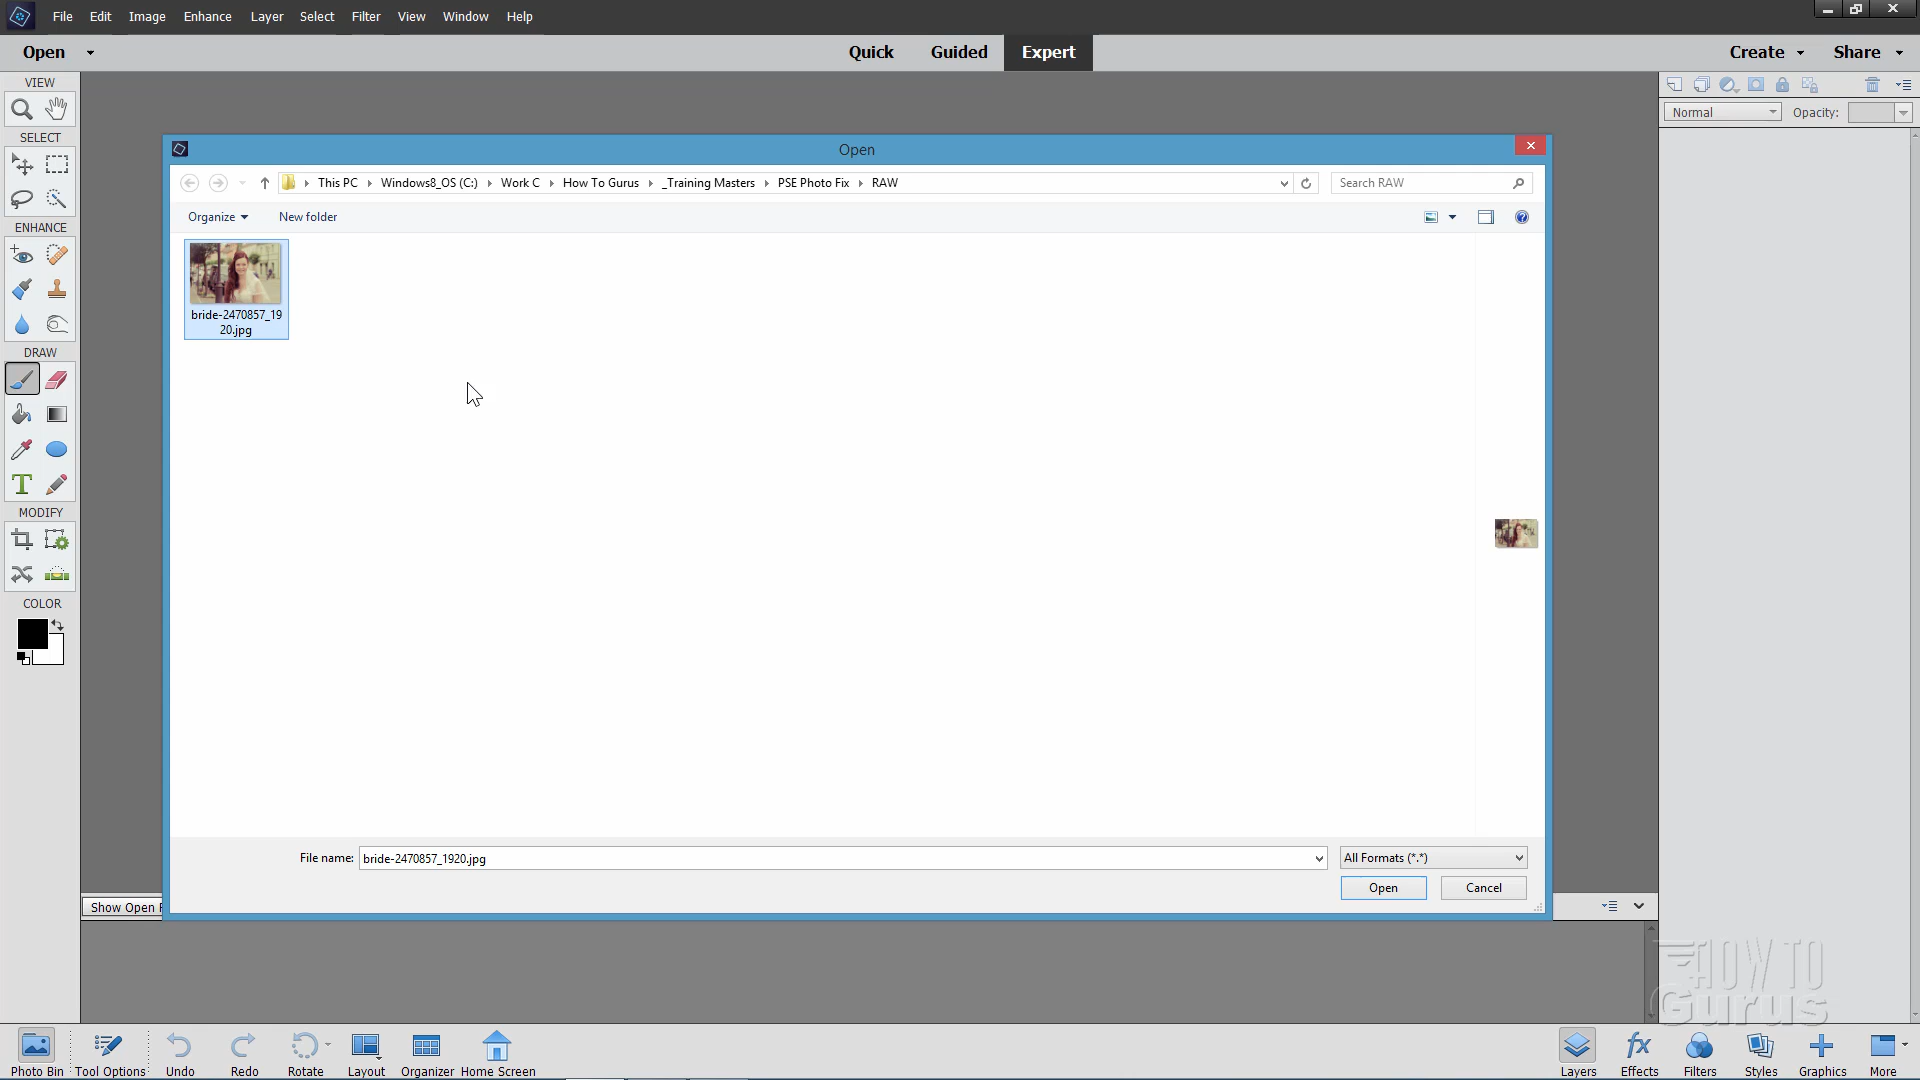 File Edit Image Enhance Layer Select Filter View Window Help
Open Quick Guided Expert Create Share
VIEW
Normal Opacity:
SELECT
Open
This PC Windows8_OS (C:) Work C How To Gurus _Training Masters PSE Photo Fix RAW Search RAW
Organize New folder
ENHANCE
bride-2470857_19
20.jpg
DRAW
T
MODIFY
COLOR
File name: bride-2470857_1920.jpg All Formats (*.*)
Open Cancel
Show Open
HOW TO
Gurus
fx
Photo Bin Tool Options Undo Redo Rotate Layout Organizer Home Screen Layers Effects Filters Styles Graphics More